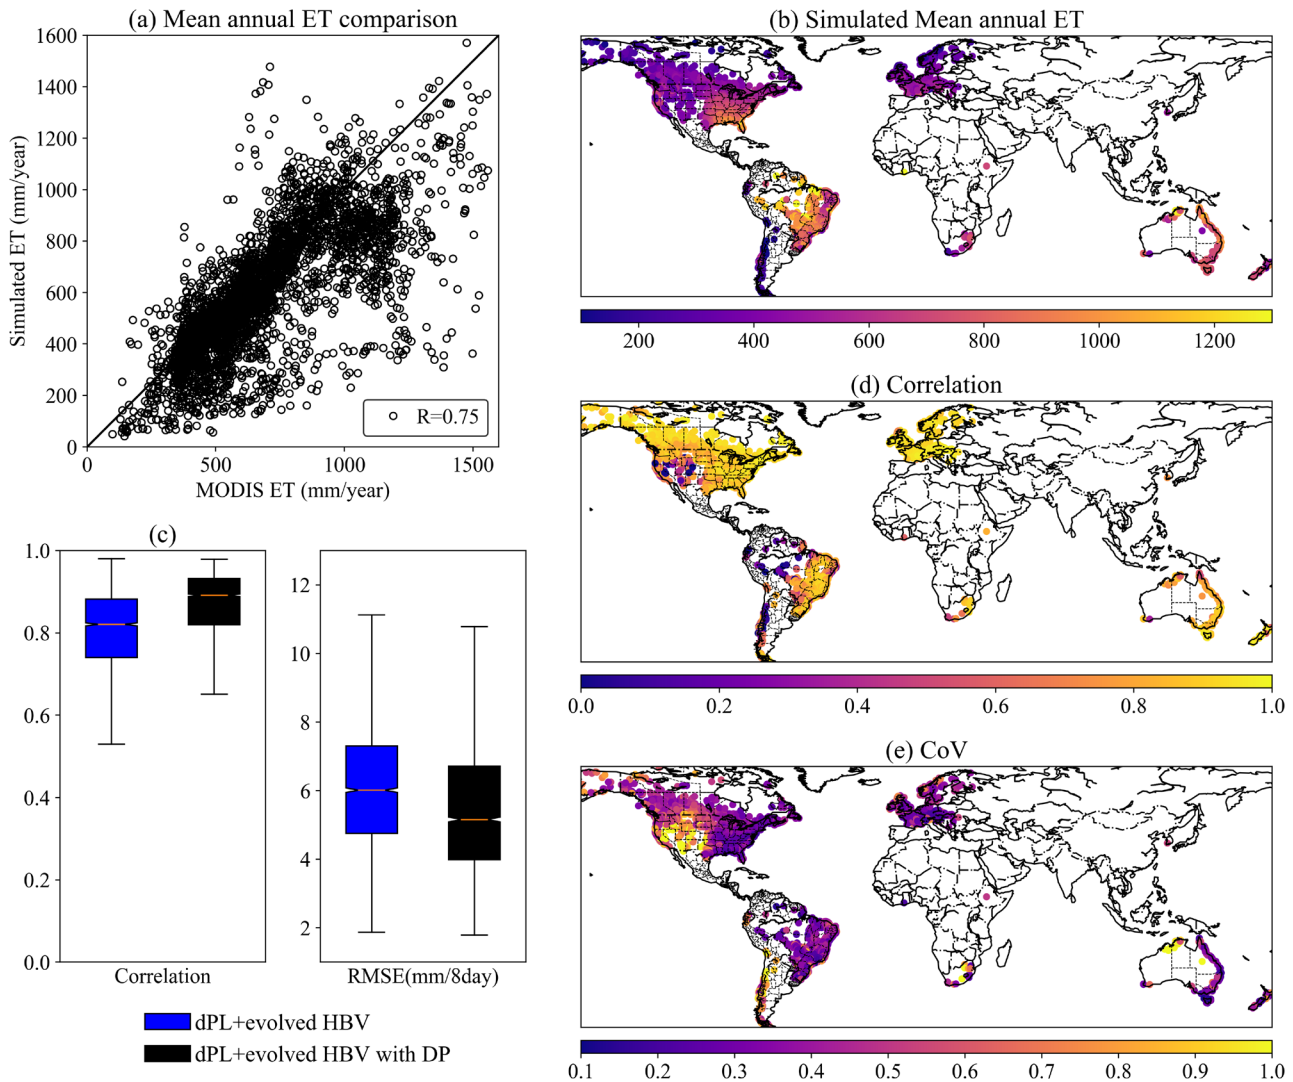 (a) Mean annual ET comparison
1600
1400
1200
1000
800
600
400
200
0
Simulated ET (mm/year)
R=0.75
0 500 1000 1500
MODIS ET (mm/year)
(b) Simulated Mean annual ET
200 400 600 800 1000 1200
(c)
1.0
0.8
0.6
0.4
0.2
0.0
Correlation
12
10
8
6
4
2
RMSE(mm/8day)
dPL+evolved HBV
dPL+evolved HBV with DP
(d) Correlation
0.0 0.2 0.4 0.6 0.8 1.0
(e) CoV
0.1 0.2 0.3 0.4 0.5 0.6 0.7 0.8 0.9 1.0